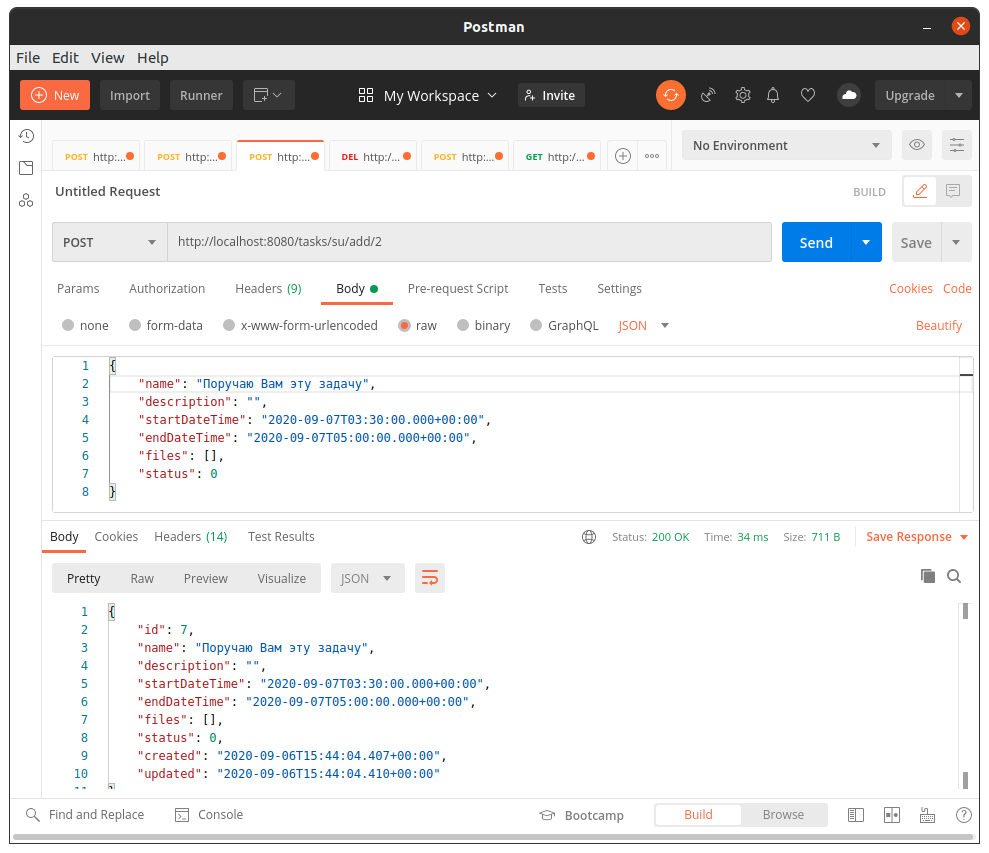 Postman
File Edit View Help
New Import Runner My Workspace Invite Upgrade
POST http:... POST http:... POST http:... DEL http:/... POST http:... GET http:/... No Environment
Untitled Request BUILD
POST http://localhost:8080/tasks/su/add/2 Send Save
Params Authorization Headers (9) Body Pre-request Script Tests Settings Cookies Code
none form-data x-www-form-urlencoded raw binary GraphQL JSON Beautify
1 {
2 "name": "Поручаю Вам эту задачу",
3 "description": "",
4 "startDateTime": "2020-09-07T03:30:00.000+00:00",
5 "endDateTime": "2020-09-07T05:00:00.000+00:00",
6 "files": [],
7 "status": 0
8 }
Body Cookies Headers (14) Test Results Status: 200 OK Time: 34 ms Size: 711 B Save Response
Pretty Raw Preview Visualize JSON
1 {
2 "id": 7,
3 "name": "Поручаю Вам эту задачу",
4 "description": "",
5 "startDateTime": "2020-09-07T03:30:00.000+00:00",
6 "endDateTime": "2020-09-07T05:00:00.000+00:00",
7 "files": [],
8 "status": 0,
9 "created": "2020-09-06T15:44:04.407+00:00",
10 "updated": "2020-09-06T15:44:04.410+00:00"
Find and Replace Console Bootcamp Build Browse